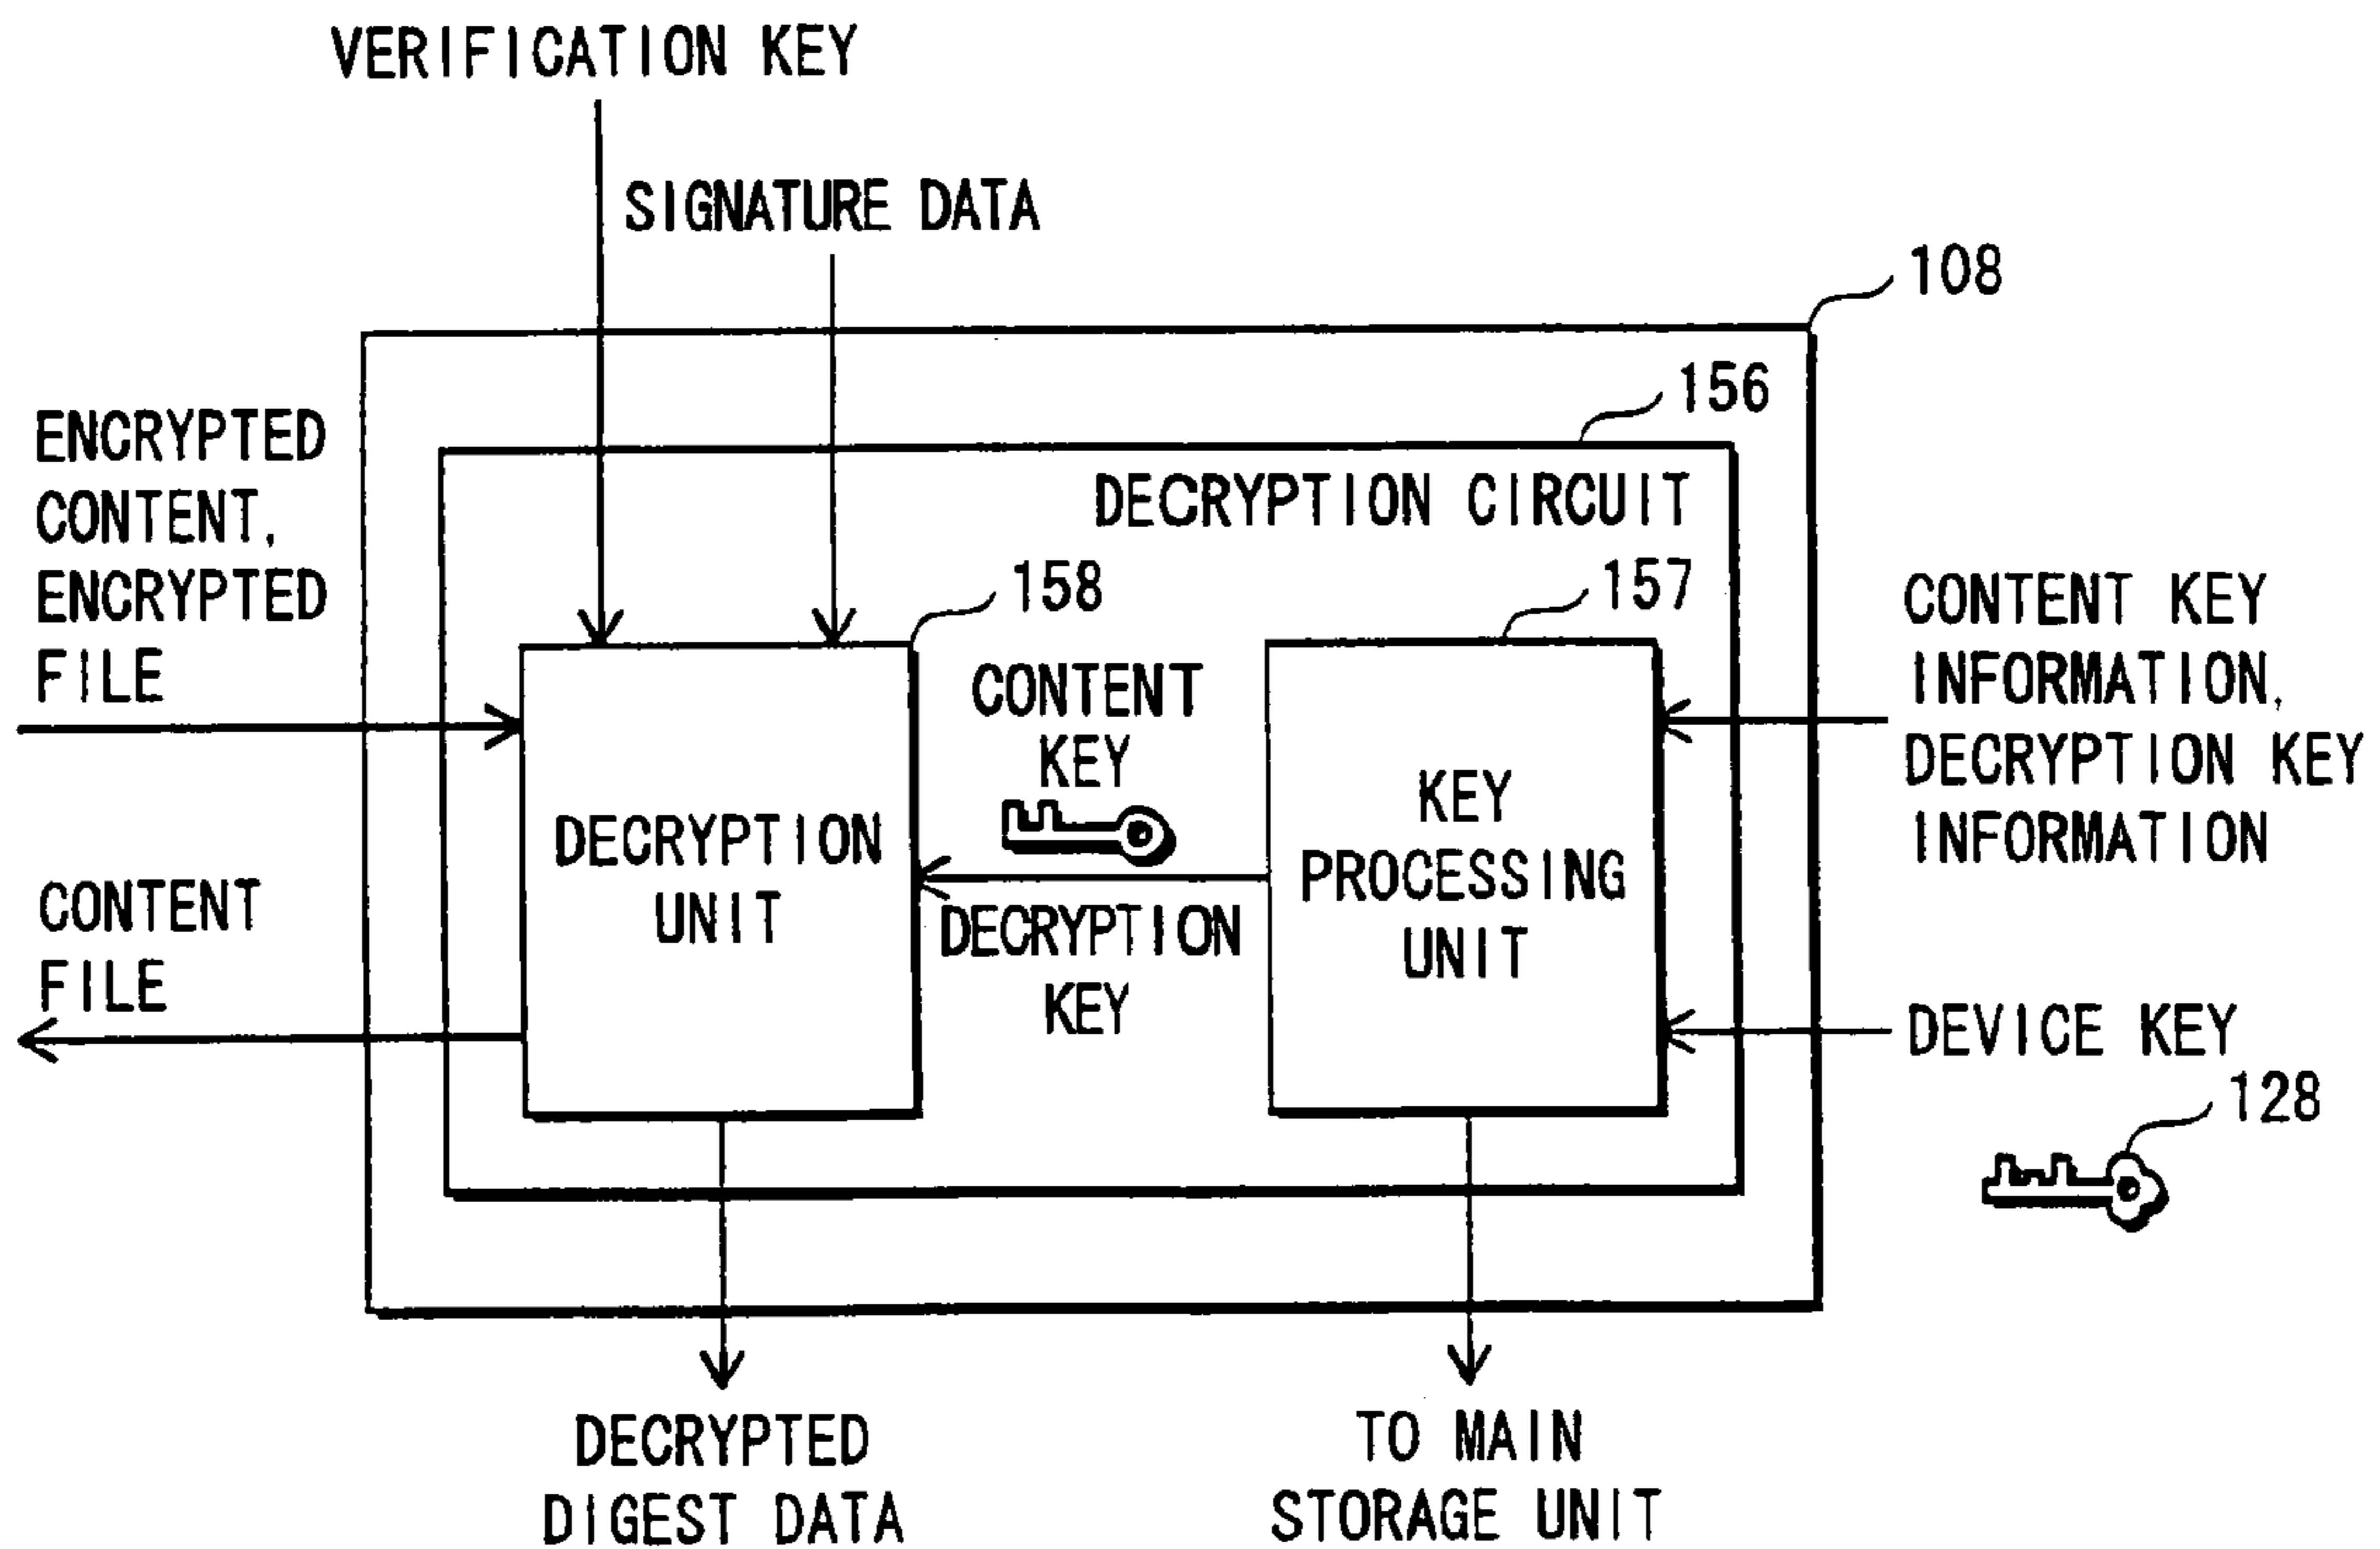 VERIFICATION KEY
SIGNATURE DATA
108
156
ENCRYPTED
CONTENT,
ENCRYPTED
FILE
DECRYPTION CIRCUIT
158
157
CONTENT
KEY
CONTENT KEY
INFORMATION,
DECRYPTION KEY
INFORMATION
DECRYPTION
UNIT
KEY
PROCESSING
UNIT
CONTENT
FILE
DECRYPTION
KEY
DEVICE KEY
128
DECRYPTED
DIGEST DATA
TO MAIN
STORAGE UNIT